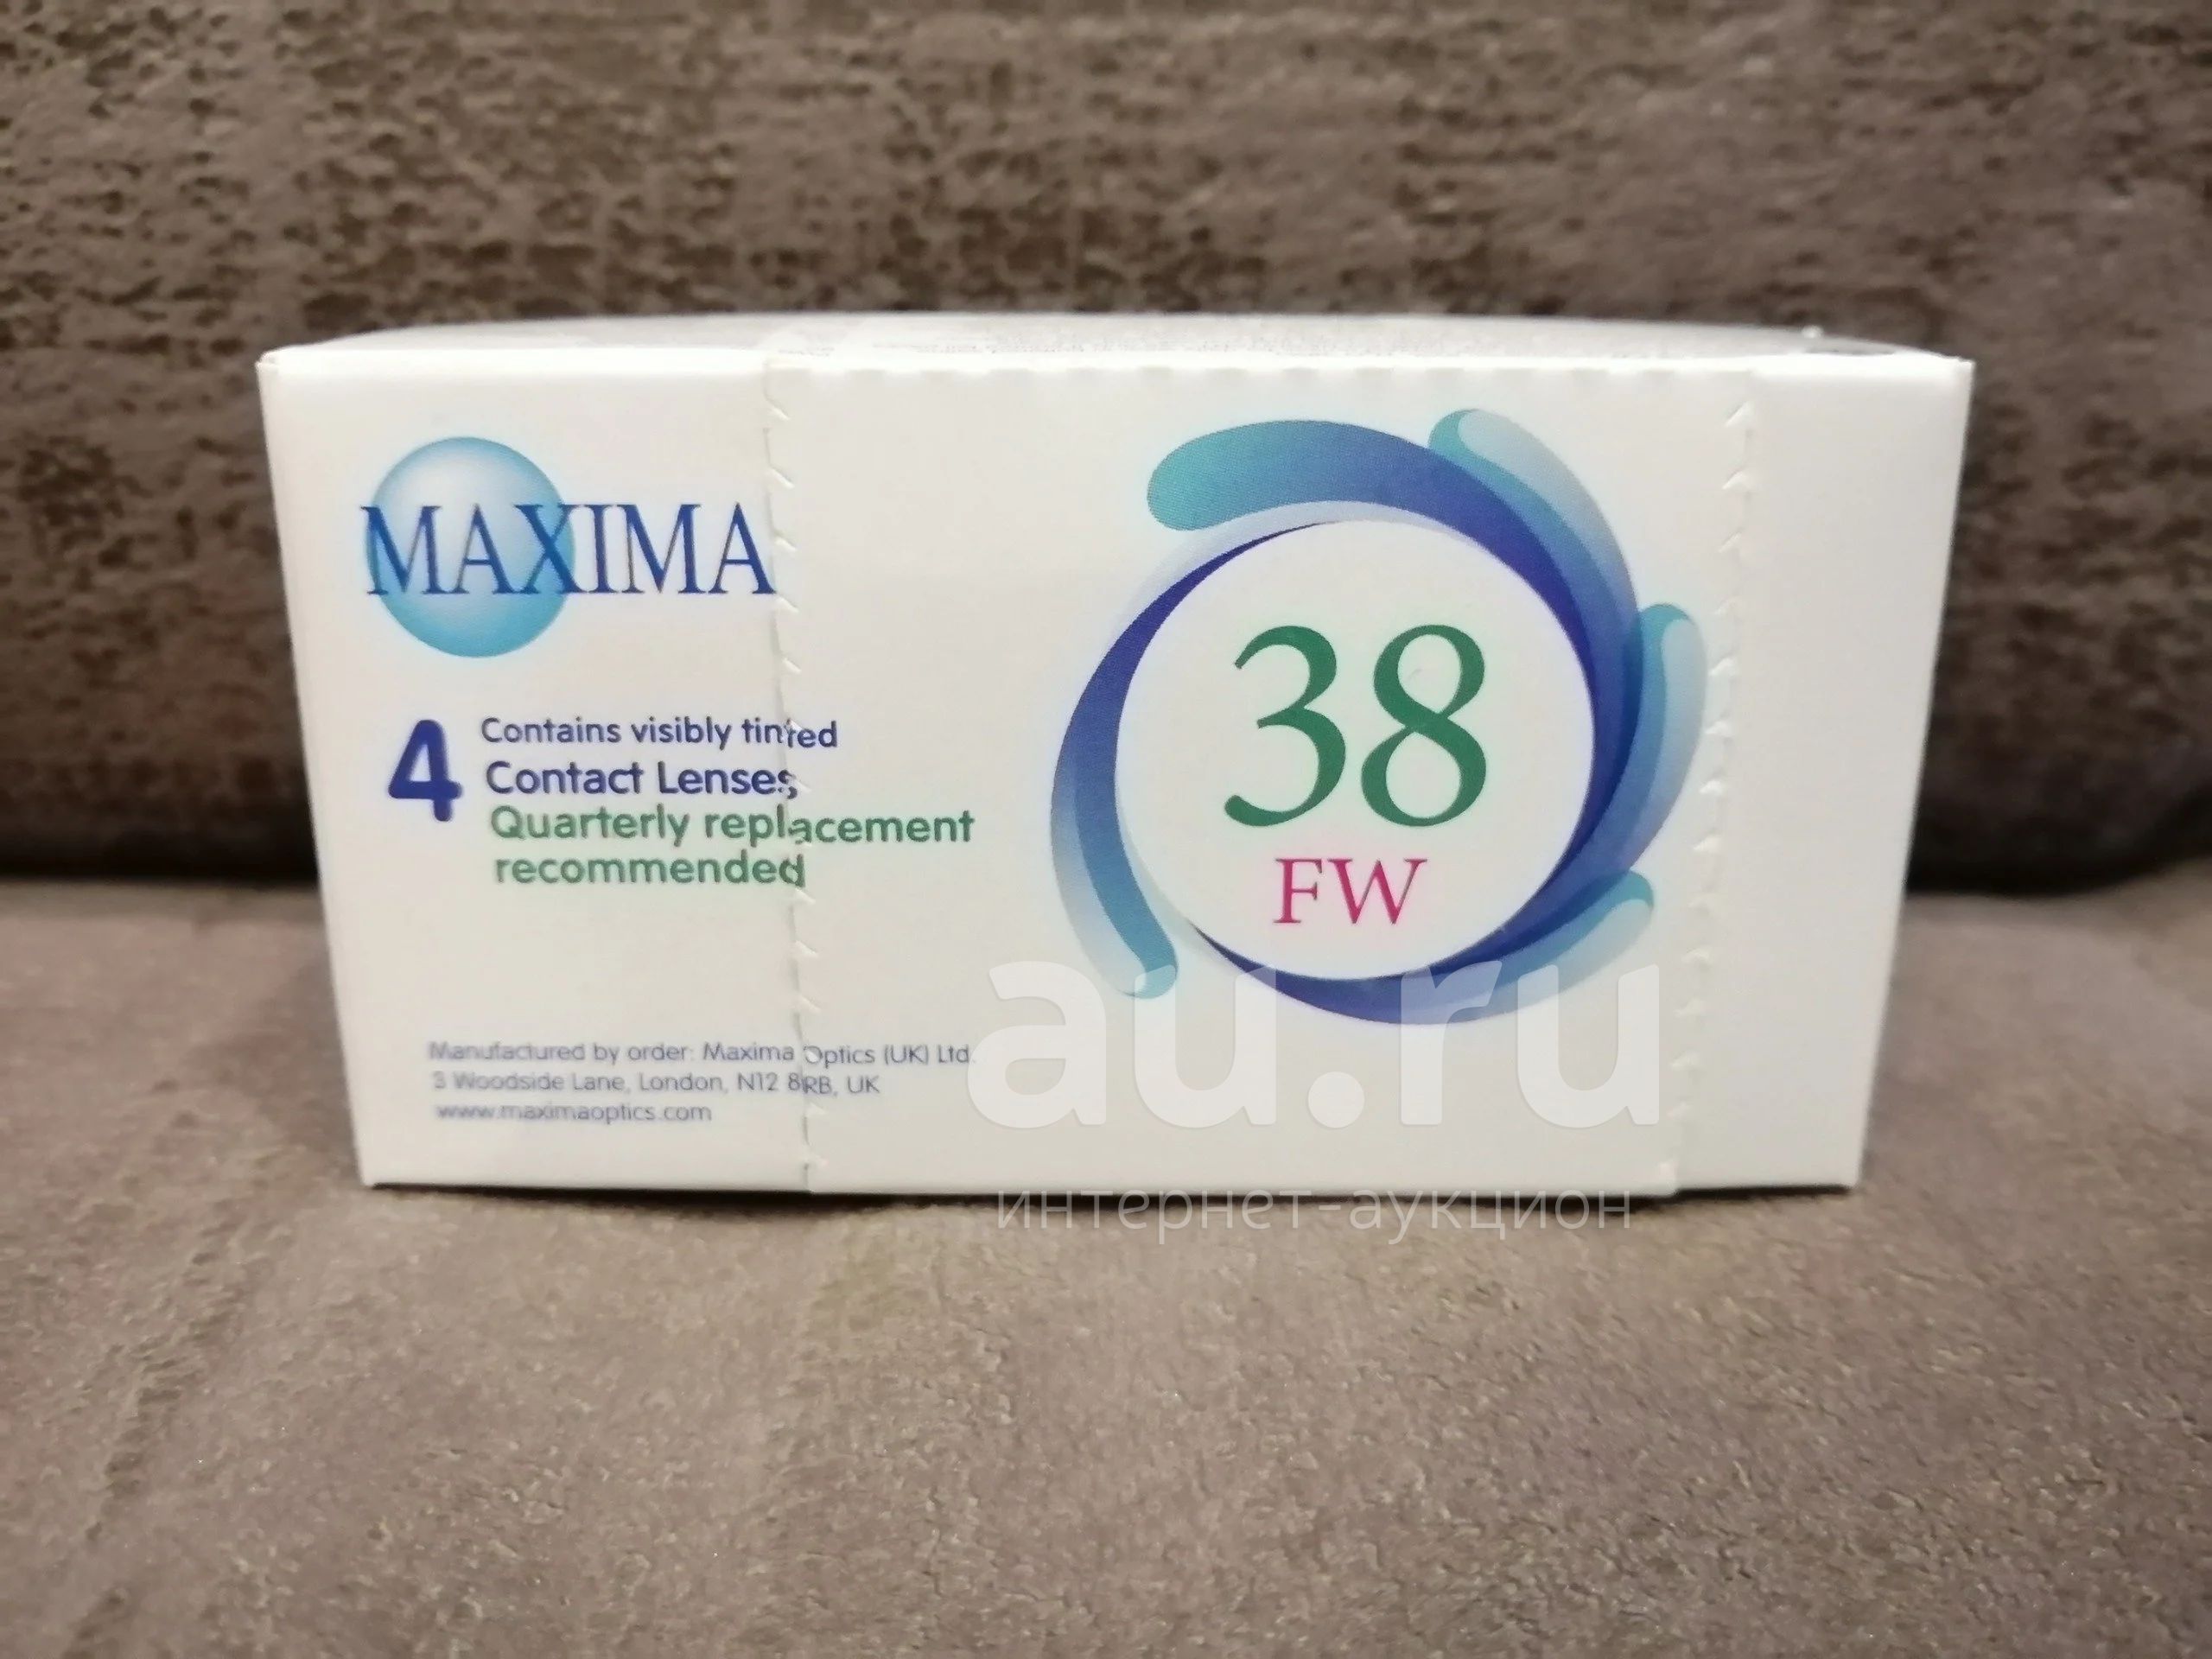 MAXIMA
4
Contains visibly tinted
Contact Lenses
Quarterly replacement
recommended
38
FW
Manufactured by order: Maxima Optics (UK) Ltd.
3 Woodside Lane, London, N12 8RB, UK
www.maximaoptics.com
au.ru
интернет-аукцион